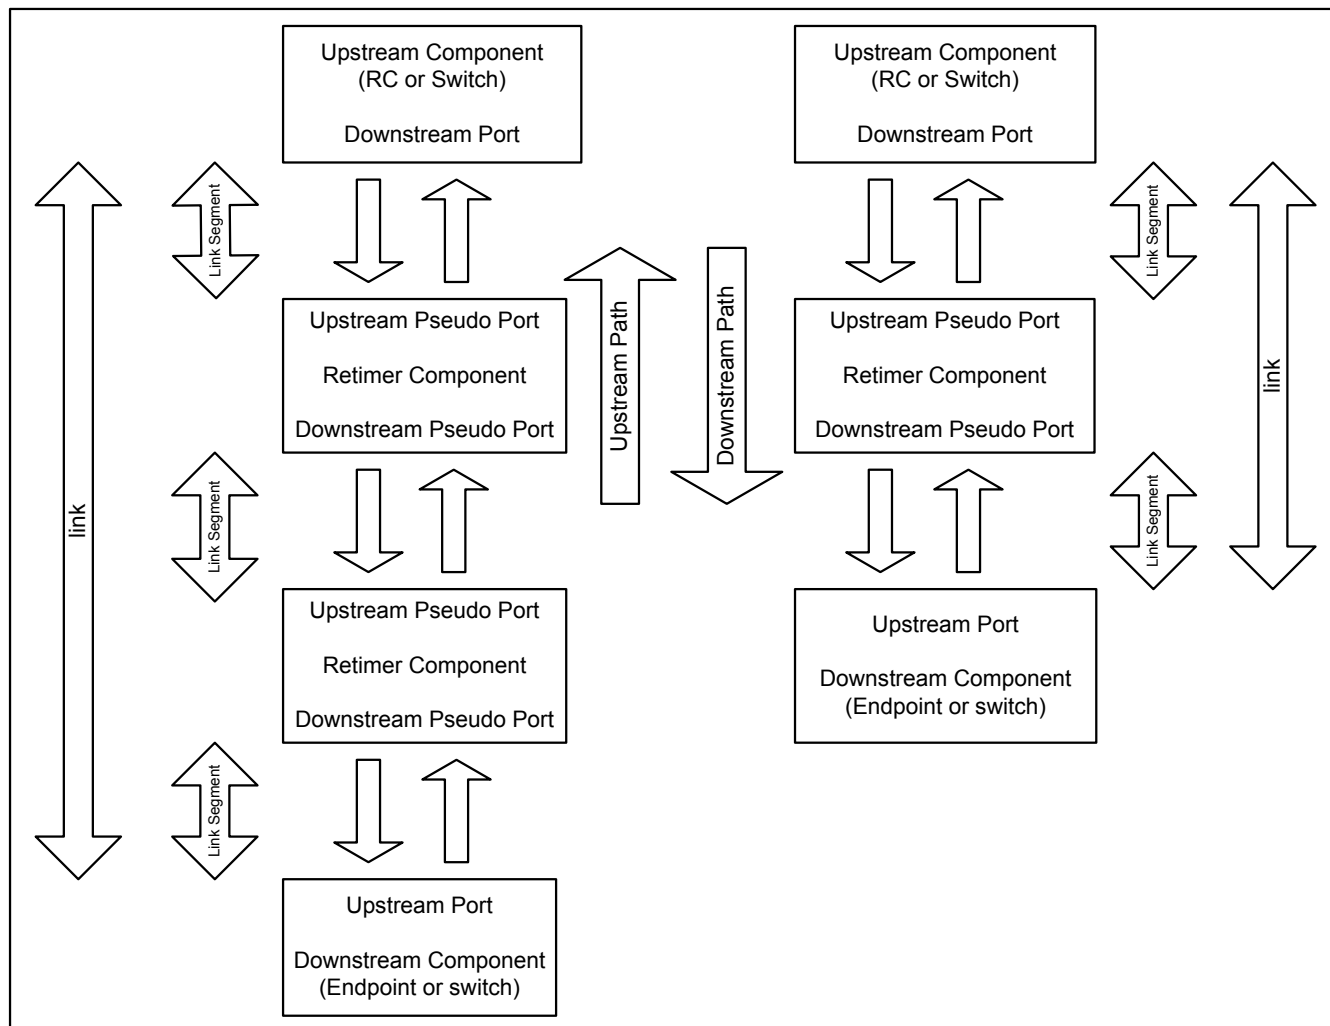 Upstream Component
(RC or Switch)
Downstream Port
Upstream Component
(RC or Switch)
Downstream Port
Link Segment
Link Segment
Upstream Pseudo Port
Retimer Component
Downstream Pseudo Port
Upstream Path
Downstream Path
Upstream Pseudo Port
Retimer Component
Downstream Pseudo Port
link
link
Link Segment
Link Segment
Upstream Pseudo Port
Retimer Component
Downstream Pseudo Port
Upstream Port
Downstream Component
(Endpoint or switch)
Link Segment
Upstream Port
Downstream Component
(Endpoint or switch)